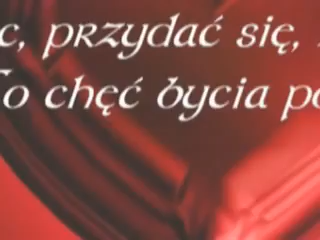 c, przydać się,
To chęć bycia po